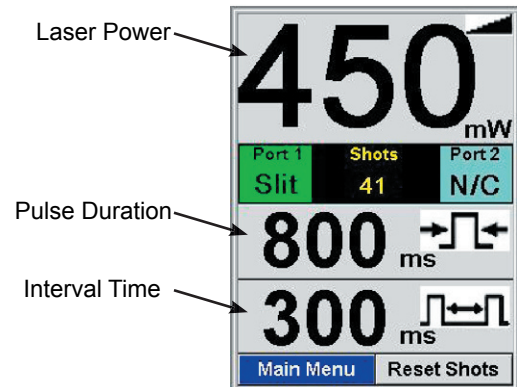 Laser Power
450
mW
Port 1 Shots Port 2
Slit 41 N/C
Pulse Duration
800 ms
Interval Time
300 ms
Main Menu Reset Shots